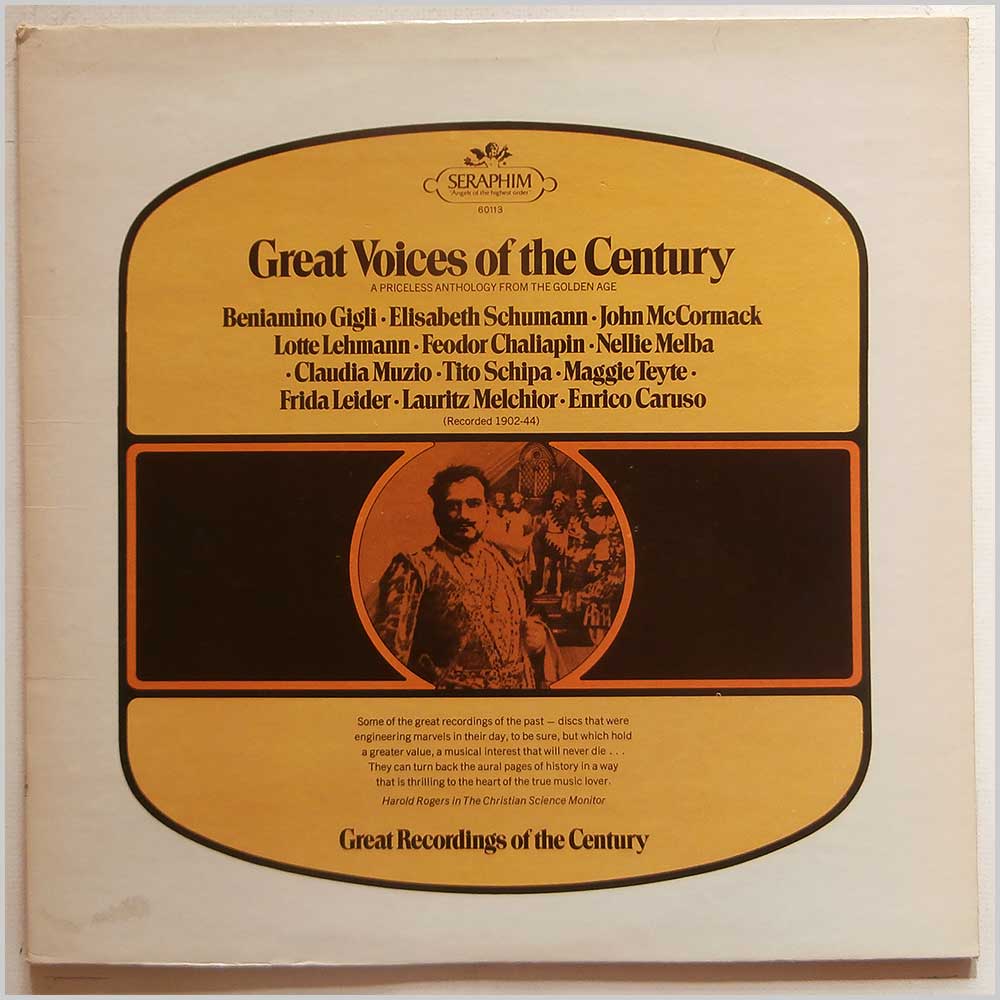 SERAPHIM
"Angels of the highest order"
60113
Great Voices of the Century
A PRICELESS ANTHOLOGY FROM THE GOLDEN AGE
Beniamino Gigli · Elisabeth Schumann · John McCormack
Lotte Lehmann · Feodor Chaliapin · Nellie Melba
· Claudia Muzio · Tito Schipa · Maggie Teyte ·
Frida Leider · Lauritz Melchior · Enrico Caruso
(Recorded 1902-44)
Some of the great recordings of the past — discs that were
engineering marvels in their day, to be sure, but which hold
a greater value, a musical interest that will never die . . .
They can turn back the aural pages of history in a way
that is thrilling to the heart of the true music lover.
Harold Rogers in The Christian Science Monitor
Great Recordings of the Century